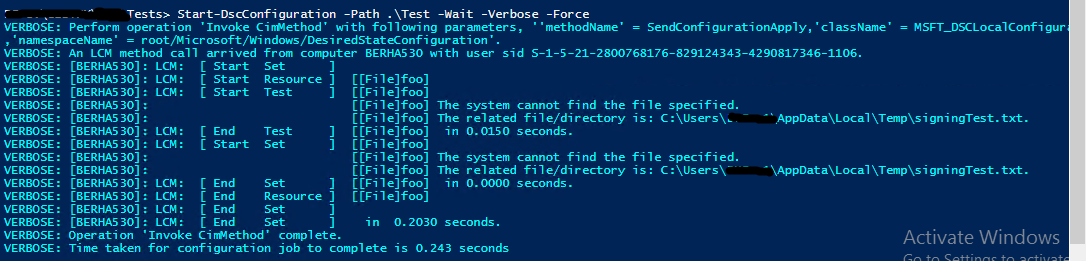 Tests> Start-DscConfiguration -Path .\Test -Wait -Verbose -Force
VERBOSE: Perform operation 'Invoke CimMethod' with following parameters, ''methodName' = SendConfigurationApply,'className' = MSFT_DSCLocalConfigura
,'namespaceName' = root/Microsoft/Windows/DesiredStateConfiguration'.
VERBOSE: An LCM method call arrived from computer BERHA530 with user sid S-1-5-21-2800768176-829124343-4290817346-1106.
VERBOSE: [BERHA530]: LCM:  [ Start  Set      ]
VERBOSE: [BERHA530]: LCM:  [ Start  Resource ]  [[File]foo]
VERBOSE: [BERHA530]: LCM:  [ Start  Test     ]  [[File]foo]
VERBOSE: [BERHA530]:                            [[File]foo] The system cannot find the file specified.
VERBOSE: [BERHA530]:                            [[File]foo] The related file/directory is: C:\Users\ \AppData\Local\Temp\signingTest.txt.
VERBOSE: [BERHA530]: LCM:  [ End    Test     ]  [[File]foo]  in 0.0150 seconds.
VERBOSE: [BERHA530]: LCM:  [ Start  Set      ]  [[File]foo]
VERBOSE: [BERHA530]:                            [[File]foo] The system cannot find the file specified.
VERBOSE: [BERHA530]:                            [[File]foo] The related file/directory is: C:\Users\ \AppData\Local\Temp\signingTest.txt.
VERBOSE: [BERHA530]: LCM:  [ End    Set      ]  [[File]foo]  in 0.0000 seconds.
VERBOSE: [BERHA530]: LCM:  [ End    Resource ]  [[File]foo]
VERBOSE: [BERHA530]: LCM:  [ End    Set      ]
VERBOSE: [BERHA530]: LCM:  [ End    Set      ]    in  0.2030 seconds.
VERBOSE: Operation 'Invoke CimMethod' complete.
VERBOSE: Time taken for configuration job to complete is 0.243 seconds
Activate Windows
Go to Settings to activate